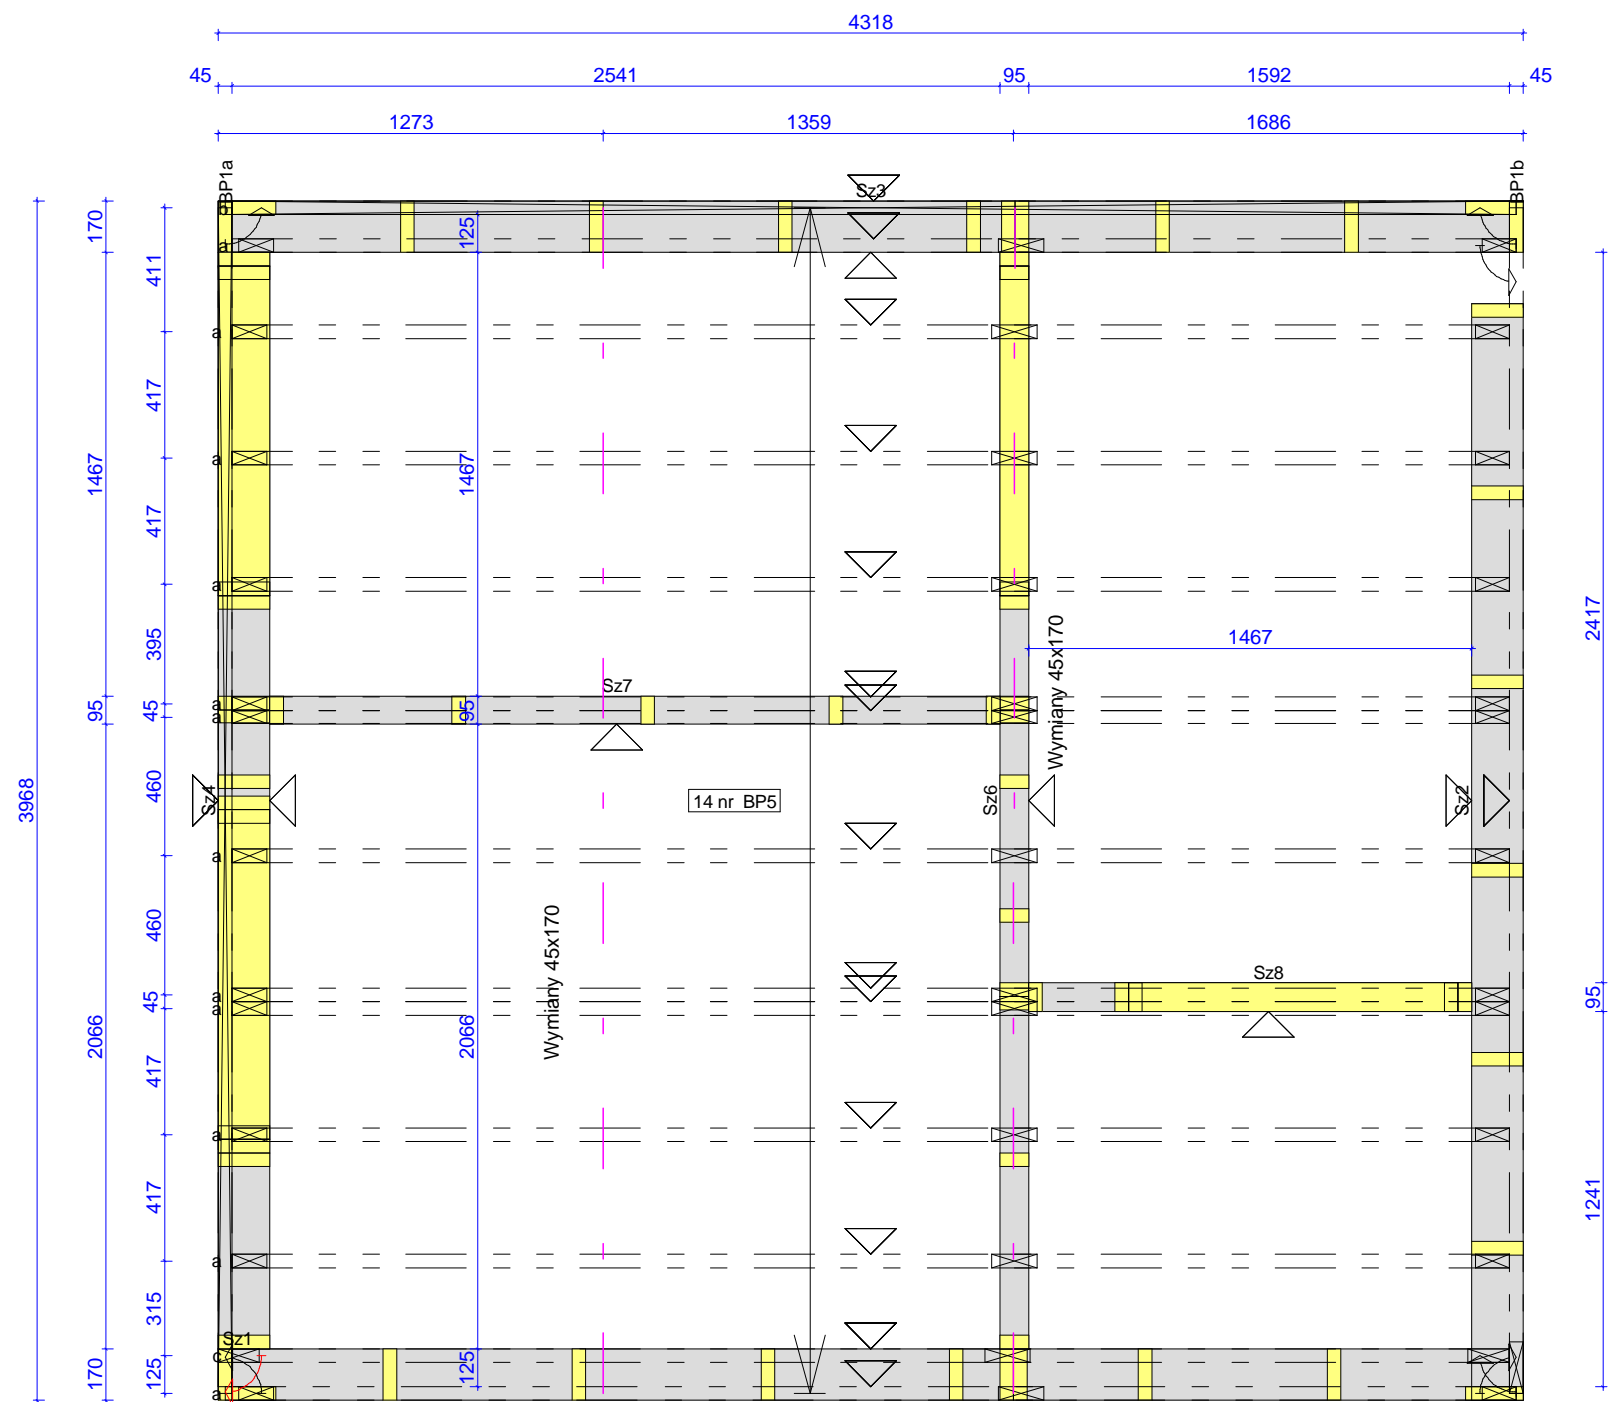 4318
45 2541 95 1592 45
1273 1359 1686
BP1a
BP1b
Sz3
b
170
125
a
411
a
417
1467
1467
a
417
a
395
2417
1467
Wymiany 45x170
Sz7
a
95
45
95
a
460
3968
Sz4
14 nr BP5
Sz6
Sz2
a
460
Wymiany 45x170
Sz8
a
45
a
95
2066
2066
417
a
417
1241
a
315
Sz1
c
170
125
125
a